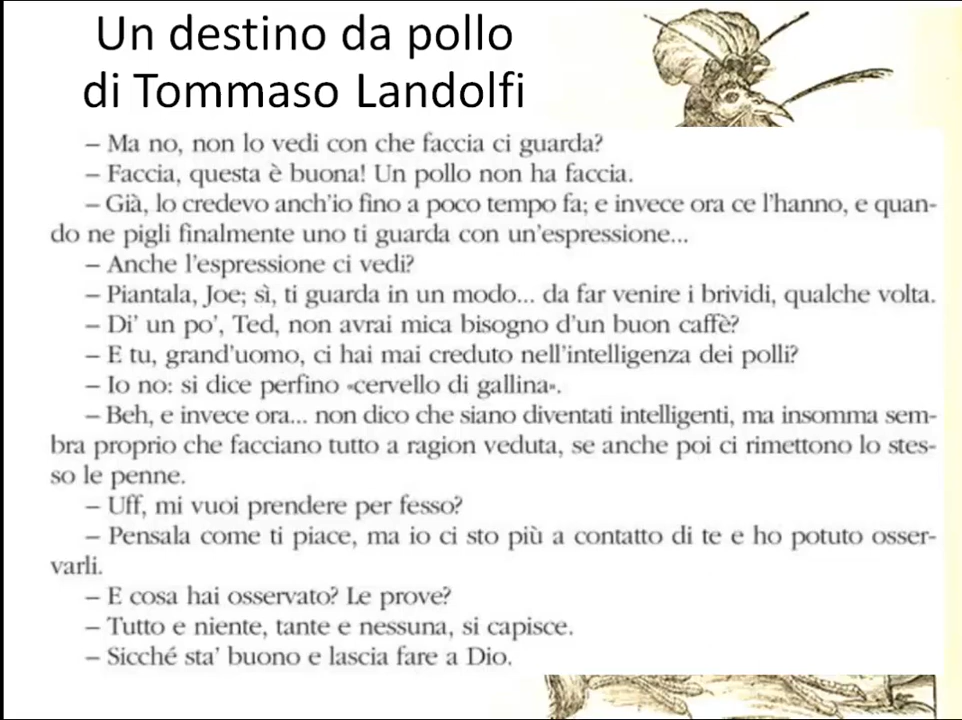 Un destino da pollo
di Tommaso Landolfi
– Ma no, non lo vedi con che faccia ci guarda?
– Faccia, questa è buona! Un pollo non ha faccia.
– Già, lo credevo anch'io fino a poco tempo fa; e invece ora ce l'hanno, e quan-
do ne pigli finalmente uno ti guarda con un'espressione...
– Anche l'espressione ci vedi?
– Piantala, Joe; sì, ti guarda in un modo... da far venire i brividi, qualche volta.
– Di' un po', Ted, non avrai mica bisogno d'un buon caffè?
– E tu, grand'uomo, ci hai mai creduto nell'intelligenza dei polli?
– Io no: si dice perfino «cervello di gallina».
– Beh, e invece ora... non dico che siano diventati intelligenti, ma insomma sem-
bra proprio che facciano tutto a ragion veduta, se anche poi ci rimettono lo stes-
so le penne.
– Uff, mi vuoi prendere per fesso?
– Pensala come ti piace, ma io ci sto più a contatto di te e ho potuto osser-
varli.
– E cosa hai osservato? Le prove?
– Tutto e niente, tante e nessuna, si capisce.
– Sicché sta' buono e lascia fare a Dio.